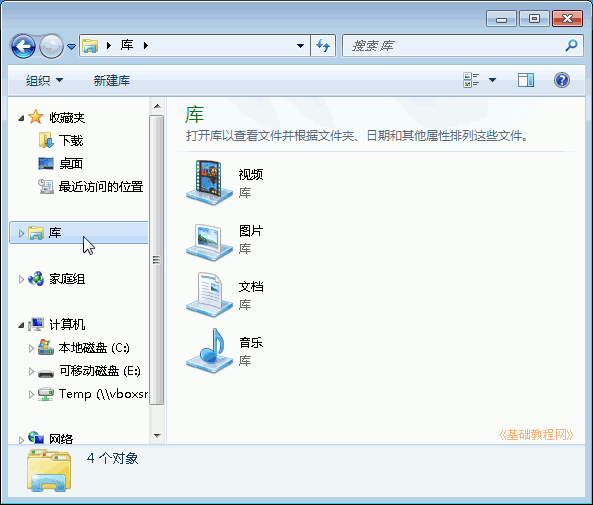 库
搜索 库
组织
新建库
收藏夹
下载
桌面
最近访问的位置
库
家庭组
计算机
本地磁盘 (C:)
可移动磁盘 (E:)
Temp (\\vboxsr
网络
库
打开库以查看文件并根据文件夹、日期和其他属性排列这些文件。
视频
库
图片
库
文档
库
音乐
库
《基础教程网》
4 个对象